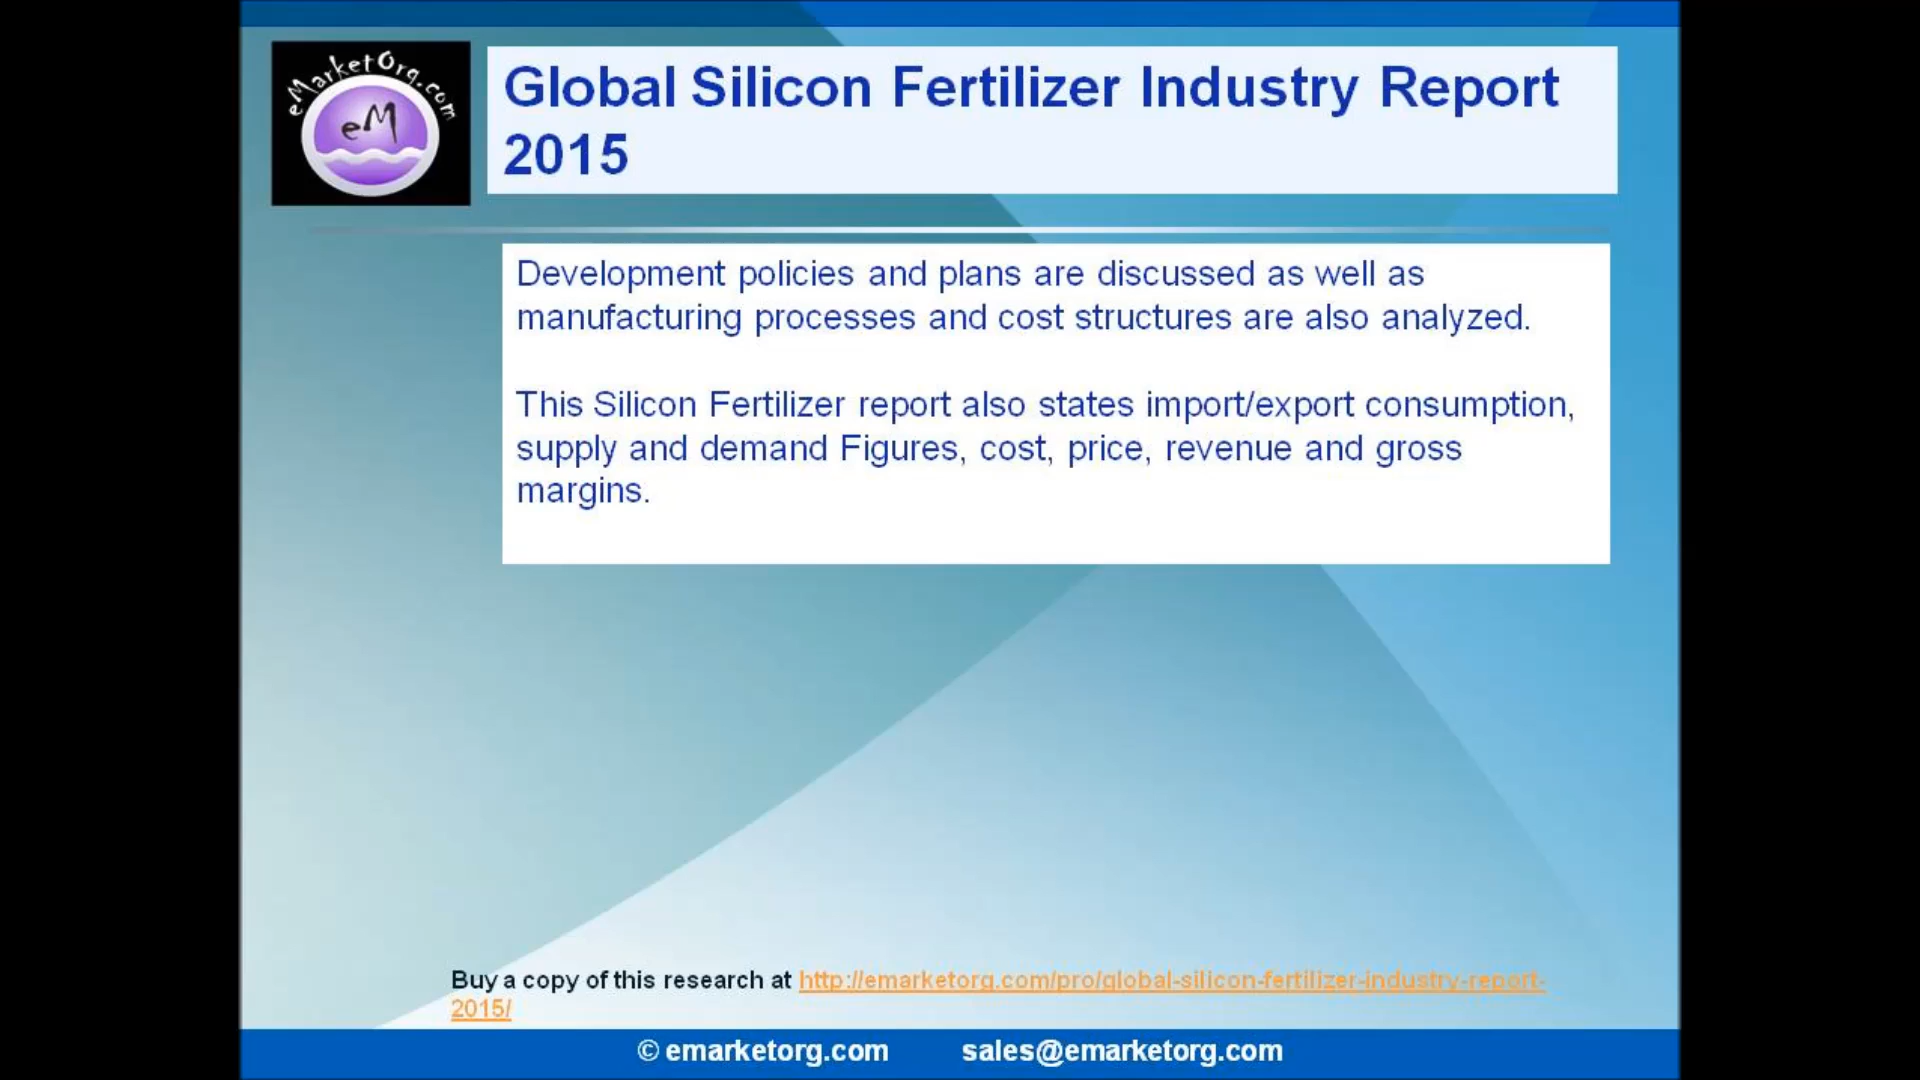 eMarketOrg.com
eM
Global Silicon Fertilizer Industry Report
2015
Development policies and plans are discussed as well as
manufacturing processes and cost structures are also analyzed.
This Silicon Fertilizer report also states import/export consumption,
supply and demand Figures, cost, price, revenue and gross
margins.
Buy a copy of this research at http://emarketorg.com/pro/global-silicon-fertilizer-industry-report-
2015/
© emarketorg.com sales@emarketorg.com